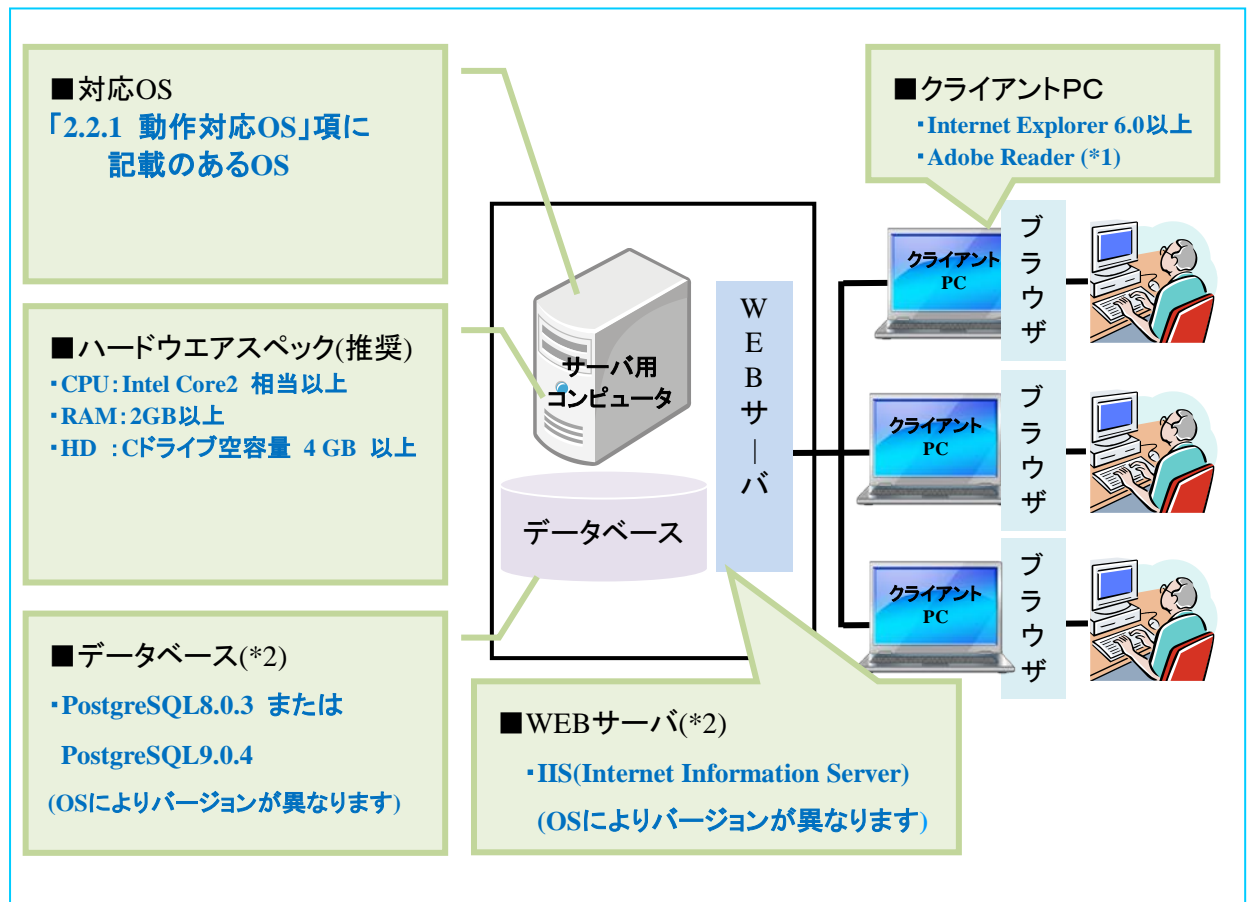 ■対応OS
「2.2.1 動作対応OS」項に
記載のあるOS
■ハードウエアスペック(推奨)
・CPU：Intel Core2 相当以上
・RAM：2GB以上
・HD ：Cドライブ空容量 4 GB 以上
■データベース(*2)
・PostgreSQL8.0.3 または
PostgreSQL9.0.4
(OSによりバージョンが異なります)
サーバ用
コンピュータ
データベース
WEBサーバ
■WEBサーバ(*2)
・IIS(Internet Information Server)
(OSによりバージョンが異なります)
■クライアントPC
・Internet Explorer 6.0以上
・Adobe Reader (*1)
クライアント
PC
ブラウザ
クライアント
PC
ブラウザ
クライアント
PC
ブラウザ